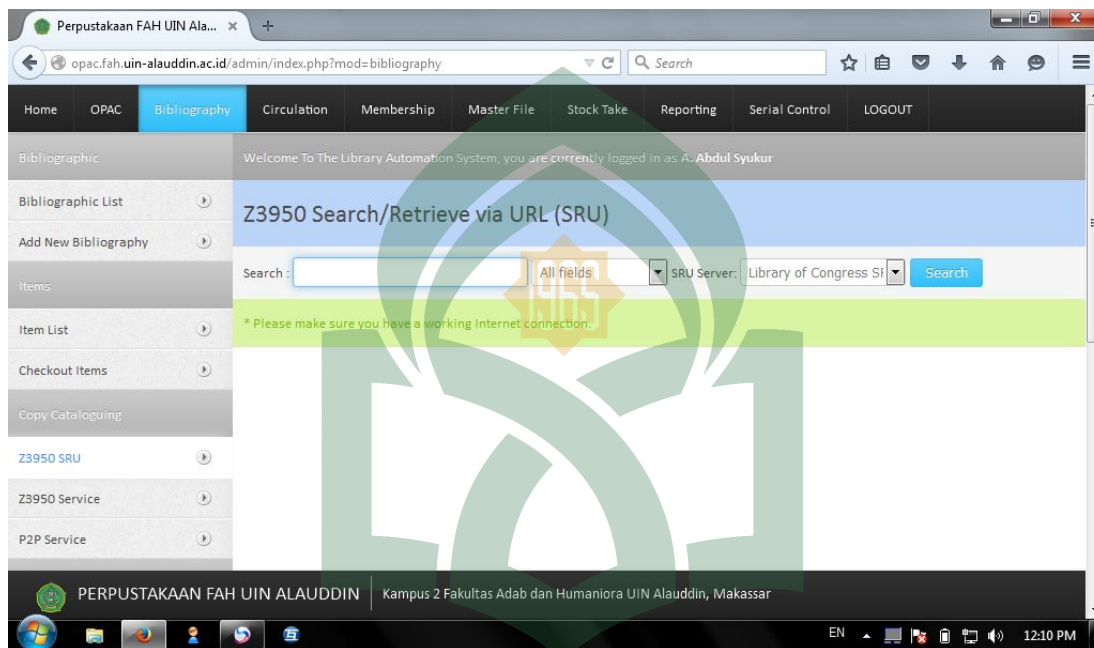 Perpustakaan FAH UIN Ala... × +
opac.fah.uin-alauddin.ac.id/admin/index.php?mod=bibliography Search
Home OPAC Bibliography Circulation Membership Master File Stock Take Reporting Serial Control LOGOUT
Bibliographic
Welcome To The Library Automation System, you are currently logged in as A. Abdul Syukur
Bibliographic List
Z3950 Search/Retrieve via URL (SRU)
Add New Bibliography
Search : All fields SRU Server: Library of Congress SI Search
Items
1965
Item List
* Please make sure you have a working Internet connection.
Checkout Items
Copy Cataloguing
Z3950 SRU
Z3950 Service
P2P Service
PERPUSTAKAAN FAH UIN ALAUDDIN Kampus 2 Fakultas Adab dan Humaniora UIN Alauddin, Makassar
EN 12:10 PM